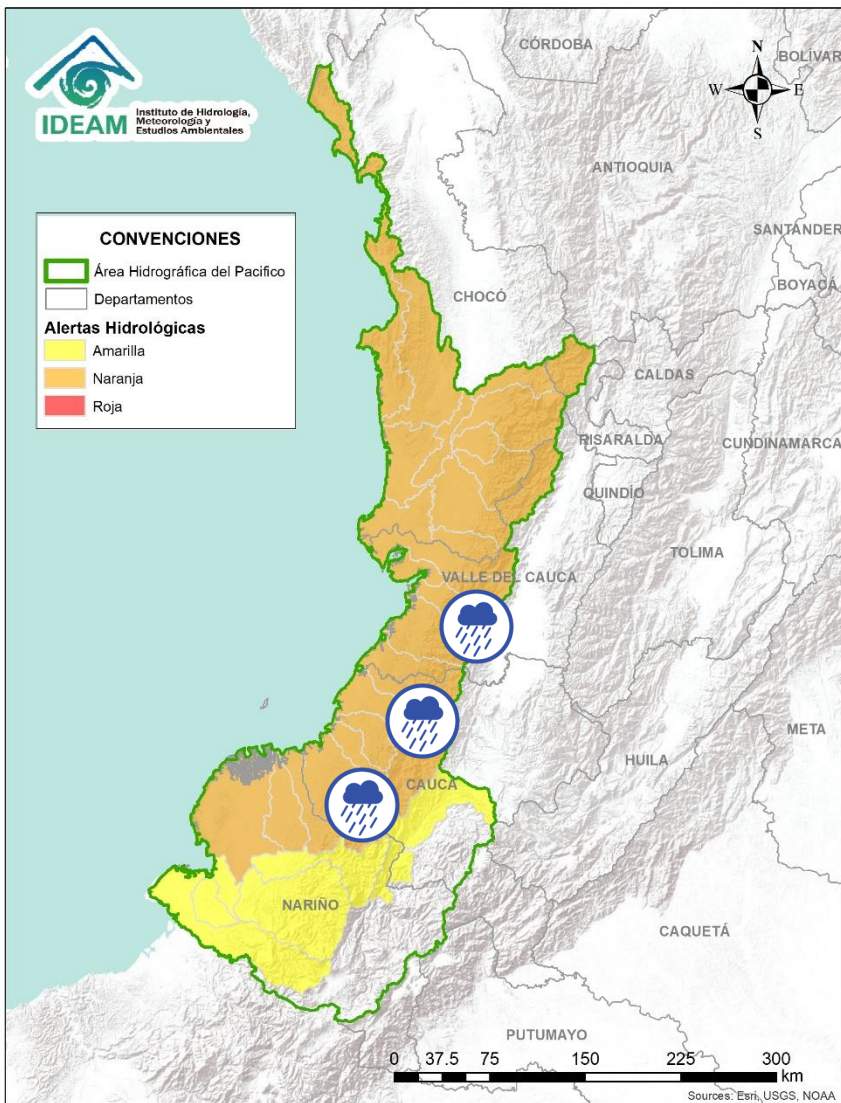 IDEAM
Instituto de Hidrología,
Meteorología y
Estudios Ambientales
N
W
E
S
CÓRDOBA
BOLÍVAR
ANTIOQUIA
SANTANDER
BOYACÁ
CHOCÓ
CALDAS
RISARALDA
CUNDINAMARCA
QUINDÍO
TOLIMA
VALLE DEL CAUCA
META
HUILA
CAUCA
NARIÑO
CAQUETÁ
PUTUMAYO
CONVENCIONES
Área Hidrográfica del Pacifico
Departamentos
Alertas Hidrológicas
Amarilla
Naranja
Roja
0 37.5 75 150 225 300
km
Sources: Esri, USGS, NOAA